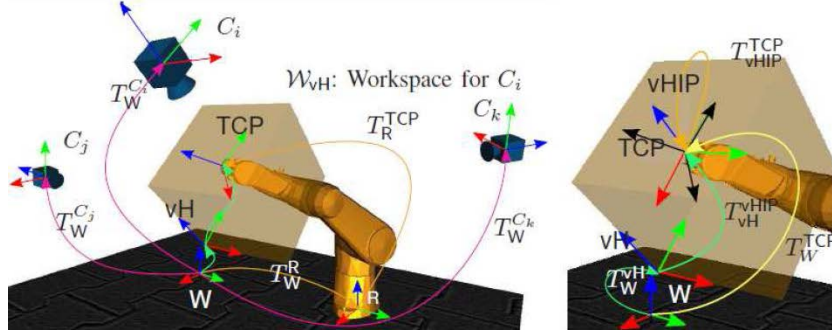 C_i
T_W^{C_i}
𝒲_vH: Workspace for C_i
C_k
TCP
T_R^TCP
C_j
vH
T_W^{C_j}
T_W^{C_k}
T_W^R
W
R
T_vHIP^TCP
vHIP
TCP
T_vH^vHIP
T_W^TCP
vH
T_W^vH
W